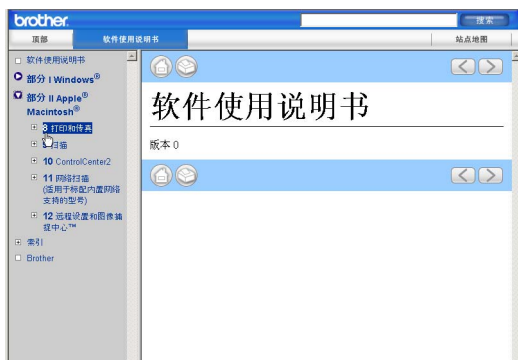 brother.
搜索
顶部
软件使用说明书
站点地图
软件使用说明书
部分 I Windows®
部分 II Apple
Macintosh®
8 打印和传真
扫描
10 ControlCenter2
11 网络扫描
(适用于标配内置网络
支持的型号)
12 远程设置和图像捕
捉中心™
索引
Brother
软件使用说明书
版本 0